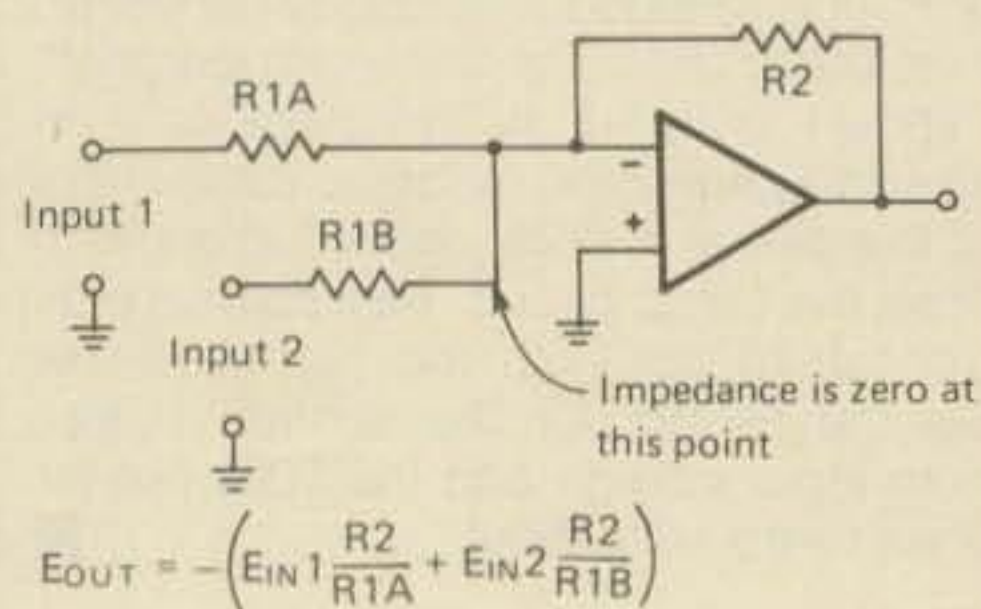 R2
R1A
-
Input 1
R1B
+
Input 2
Impedance is zero at
this point
EOUT = -(EIN1 R2/R1A + EIN2 R2/R1B)